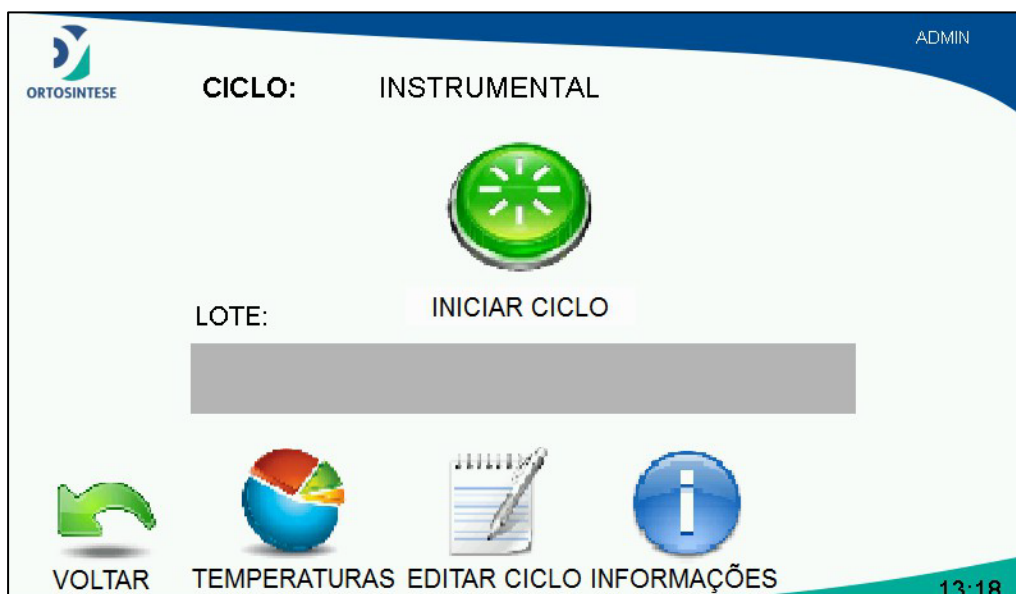 ADMIN
ORTOSINTESE
CICLO: INSTRUMENTAL
INICIAR CICLO
LOTE:
VOLTAR TEMPERATURAS EDITAR CICLO INFORMAÇÕES
13:18